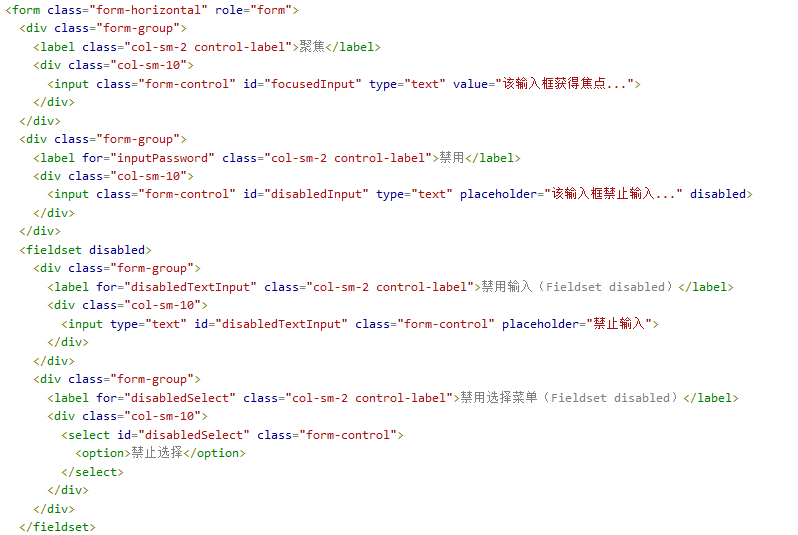 <form class="form-horizontal" role="form">
  <div class="form-group">
    <label class="col-sm-2 control-label">聚焦</label>
    <div class="col-sm-10">
      <input class="form-control" id="focusedInput" type="text" value="该输入框获得焦点...">
    </div>
  </div>
  <div class="form-group">
    <label for="inputPassword" class="col-sm-2 control-label">禁用</label>
    <div class="col-sm-10">
      <input class="form-control" id="disabledInput" type="text" placeholder="该输入框禁止输入..." disabled>
    </div>
  </div>
  <fieldset disabled>
    <div class="form-group">
      <label for="disabledTextInput" class="col-sm-2 control-label">禁用输入（Fieldset disabled）</label>
      <div class="col-sm-10">
        <input type="text" id="disabledTextInput" class="form-control" placeholder="禁止输入">
      </div>
    </div>
    <div class="form-group">
      <label for="disabledSelect" class="col-sm-2 control-label">禁用选择菜单（Fieldset disabled）</label>
      <div class="col-sm-10">
        <select id="disabledSelect" class="form-control">
          <option>禁止选择</option>
        </select>
      </div>
    </div>
  </fieldset>